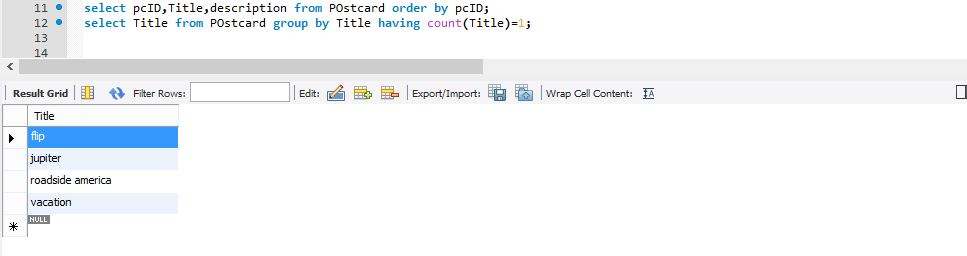 11 select pcID,Title,description from POstcard order by pcID;
12 select Title from POstcard group by Title having count(Title)=1;
13
14
Result Grid Filter Rows: Edit: Export/Import: Wrap Cell Content:
Title
flip
jupiter
roadside america
vacation
NULL